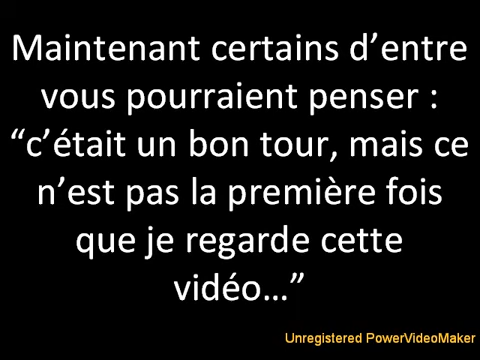 Maintenant certains d’entre
vous pourraient penser :
“c’était un bon tour, mais ce
n’est pas la première fois
que je regarde cette
vidéo…”
Unregistered PowerVideoMaker